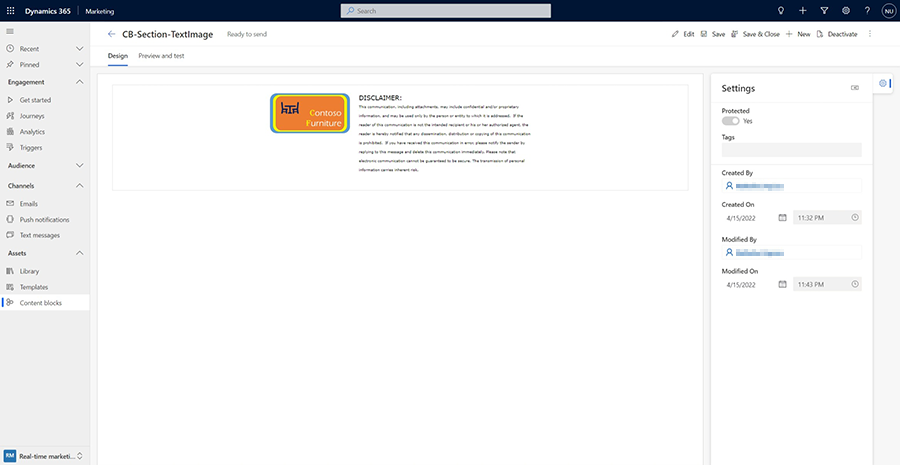 Dynamics 365
Marketing
Search
NU
Recent
Pinned
Engagement
Get started
Journeys
Analytics
Triggers
Audience
Channels
Emails
Push notifications
Text messages
Assets
Library
Templates
Content blocks
RM Real-time marketi...
CB-Section-TextImage
Ready to send
Edit
Save
Save & Close
New
Deactivate
Design
Preview and test
Contoso
Furniture
DISCLAIMER:
This communication, including attachments, may include confidential and/or proprietary
information, and may be used only by the person or entity to which it is addressed. If the
reader of this communication is not the intended recipient or his or her authorized agent, the
reader is hereby notified that any dissemination, distribution or copying of this communication
is prohibited. If you have received this communication in error, please notify the sender by
replying to this message and delete this communication immediately. Please note that
electronic communication cannot be guaranteed to be secure. The transmission of personal
information carries inherent risk.
Settings
Protected
Yes
Tags
Created By
Created On
4/15/2022
11:32 PM
Modified By
Modified On
4/15/2022
11:43 PM